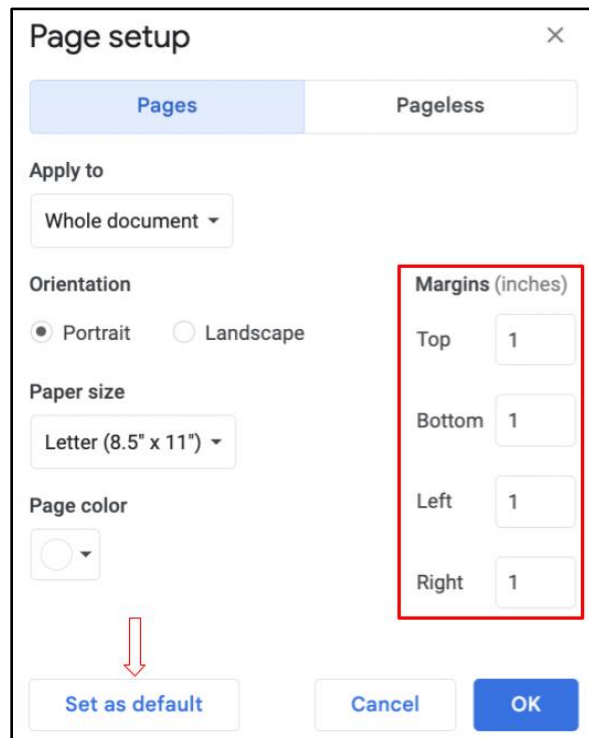 Page setup
Pages
Pageless
Apply to
Whole document
Orientation
Portrait
Landscape
Paper size
Letter (8.5" x 11")
Page color
Margins (inches)
Top 1
Bottom 1
Left 1
Right 1
Set as default
Cancel
OK